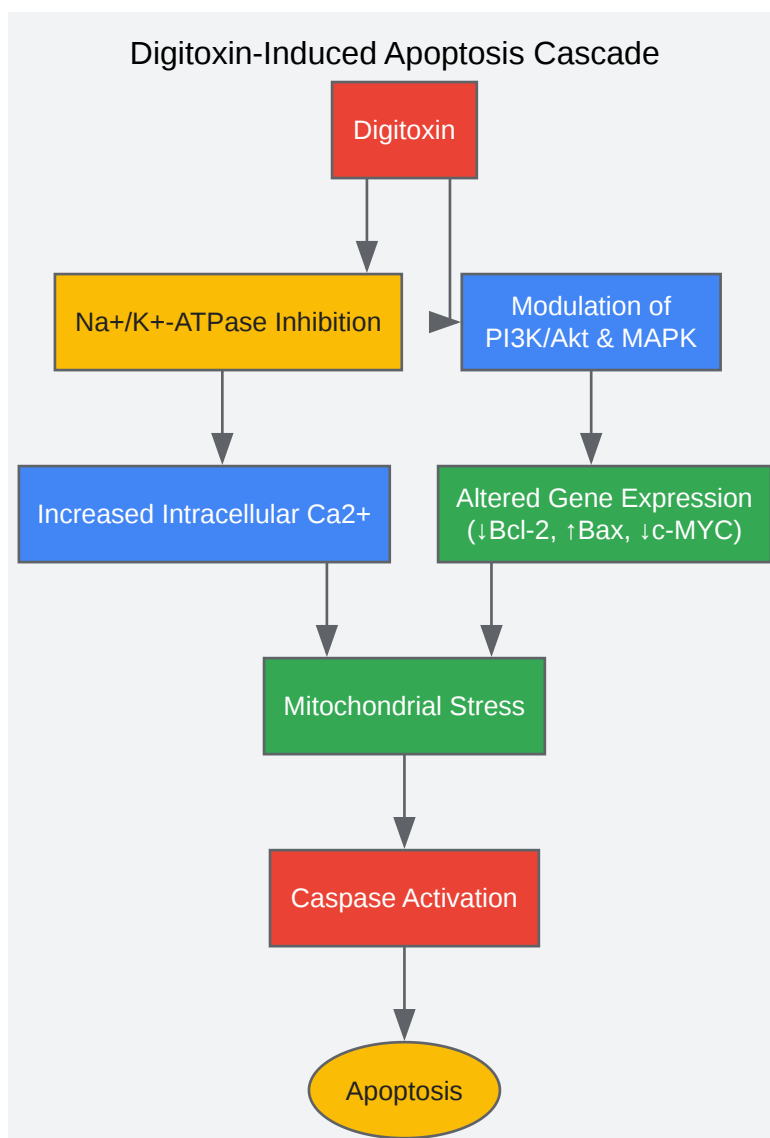 Digitoxin-Induced Apoptosis Cascade
Digitoxin
Na+/K+-ATPase Inhibition
Modulation of
PI3K/Akt & MAPK
Increased Intracellular Ca2+
Altered Gene Expression
(↓Bcl-2, ↑Bax, ↓c-MYC)
Mitochondrial Stress
Caspase Activation
Apoptosis